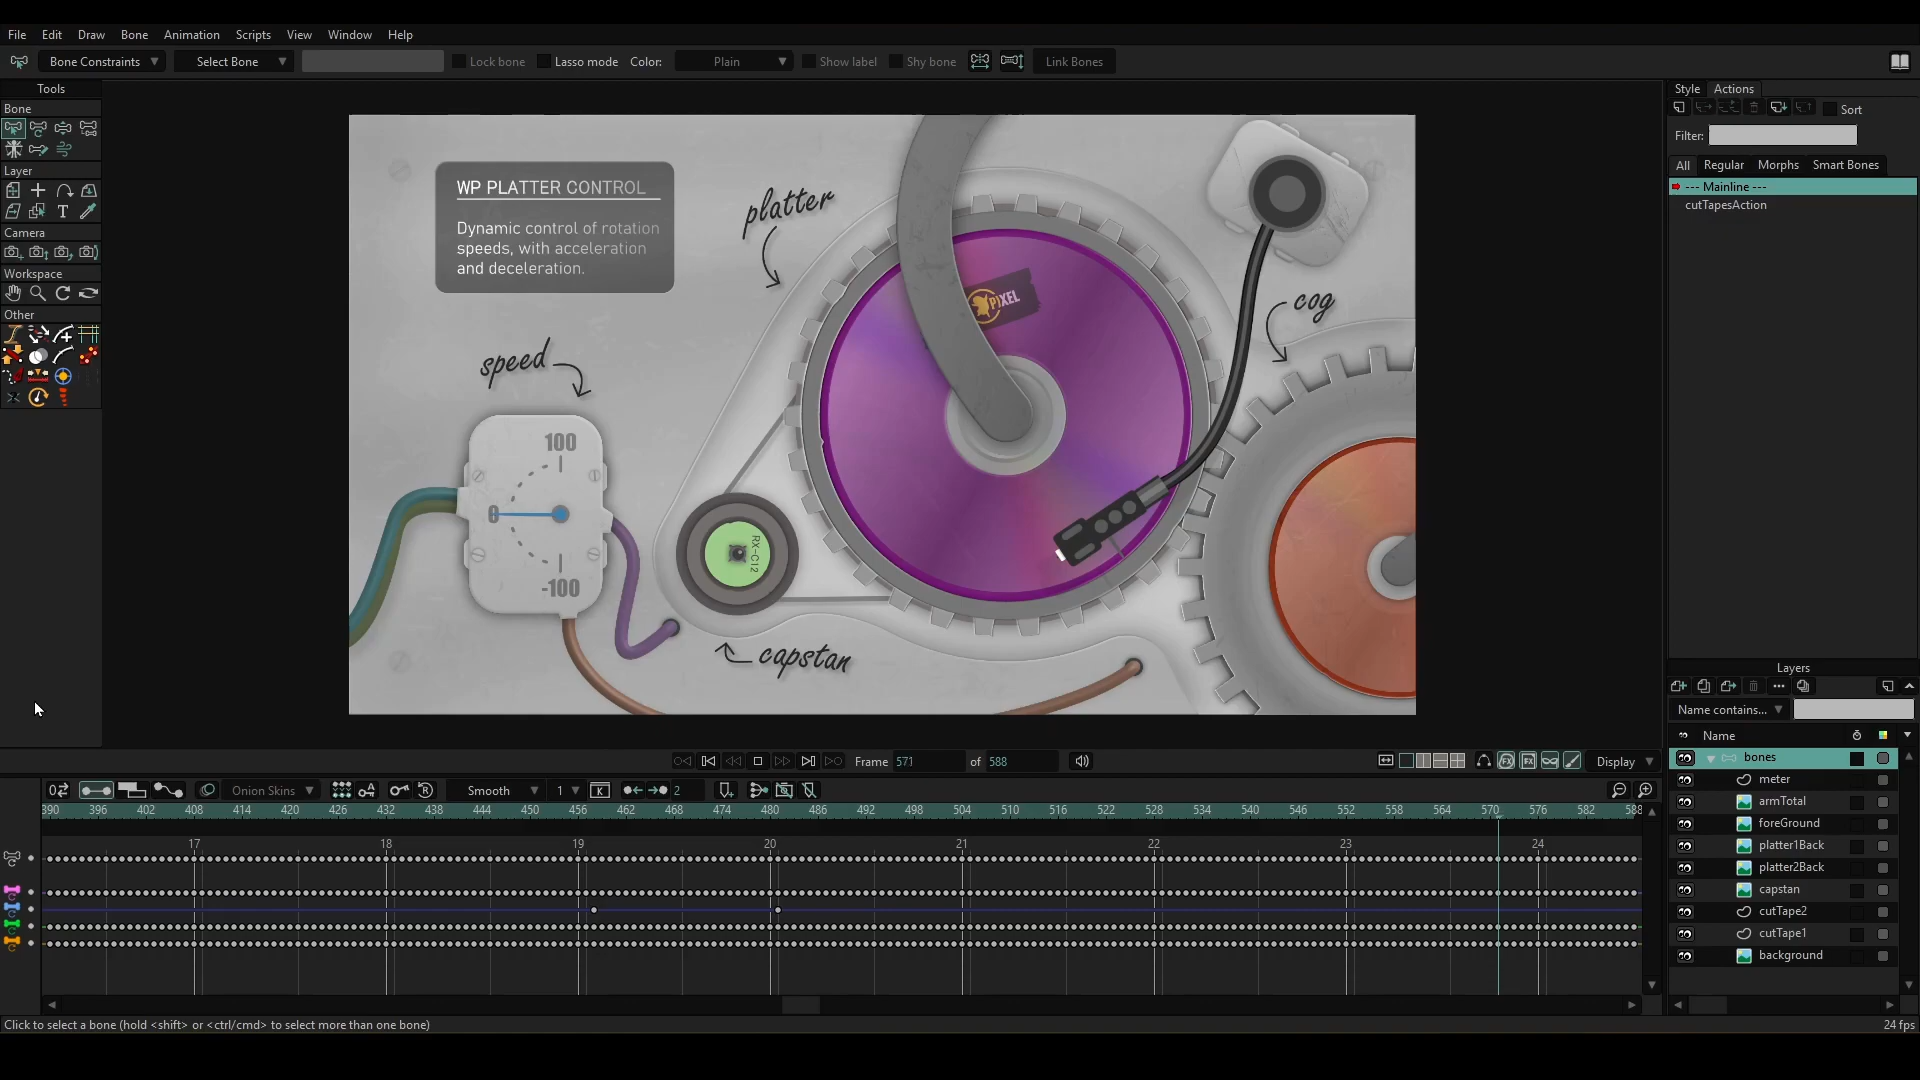 File Edit Draw Bone Animation Scripts View Window Help
Bone Constraints Select Bone Lock bone Lasso mode Color: Plain Show label Shy bone Link Bones
Tools
Bone
Layer
Camera
Workspace
Other
WP PLATTER CONTROL
Dynamic control of rotation
speeds, with acceleration
and deceleration.
platter
PIXEL
cog
speed
100
0
-100
RX-C12
capstan
Style Actions
Sort
Filter:
All Regular Morphs Smart Bones
--- Mainline ---
cutTapesAction
Layers
Name contains...
Name
bones
meter
armTotal
foreGround
platter1Back
platter2Back
capstan
cutTape2
cutTape1
background
Frame 571 of 588 Display
Onion Skins Smooth 1 K 2
390 396 402 408 414 420 426 432 438 444 450 456 462 468 474 480 486 492 498 504 510 516 522 528 534 540 546 552 558 564 570 576 582 588
17 18 19 20 21 22 23 24
Click to select a bone (hold <shift> or <ctrl/cmd> to select more than one bone)
24 fps